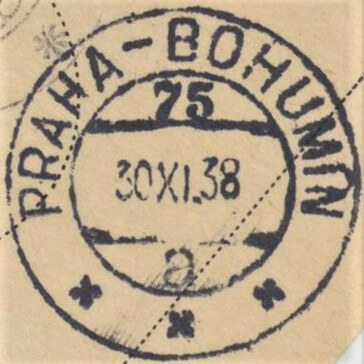 PRAHA-BOHUMÍN
75
30XI.38
a